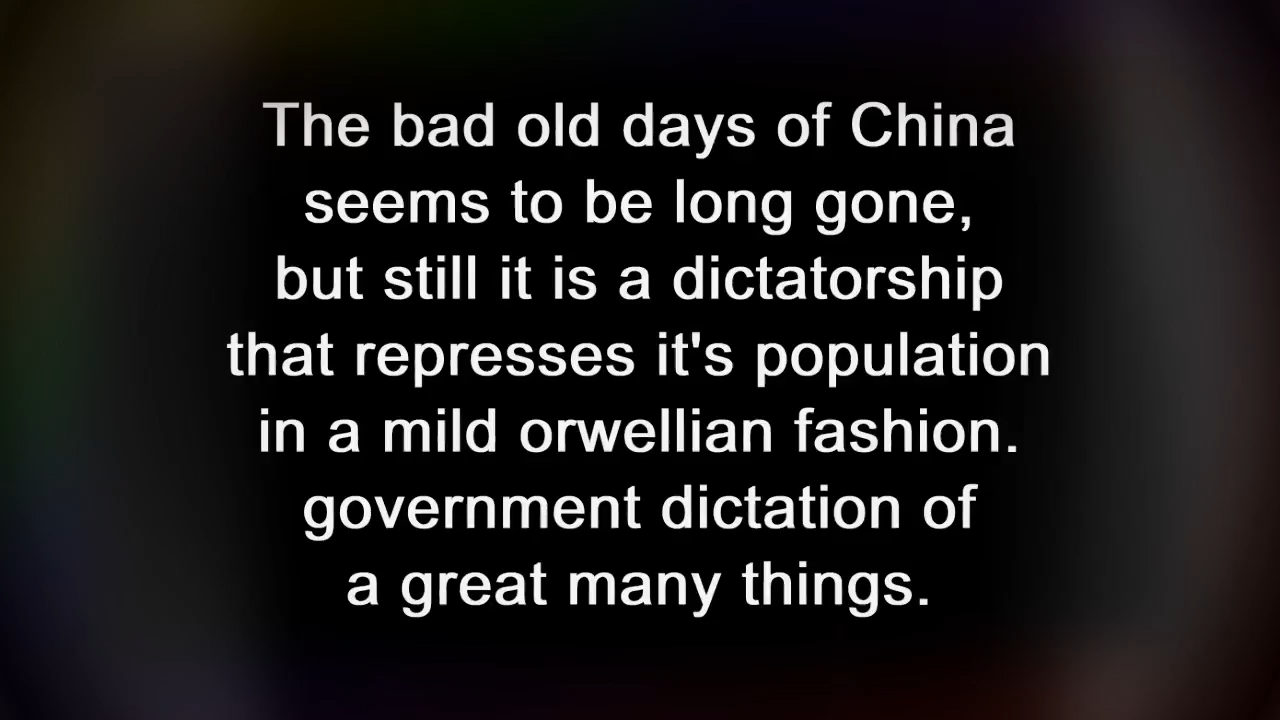 The bad old days of China
seems to be long gone,
but still it is a dictatorship
that represses it's population
in a mild orwellian fashion.
government dictation of
a great many things.